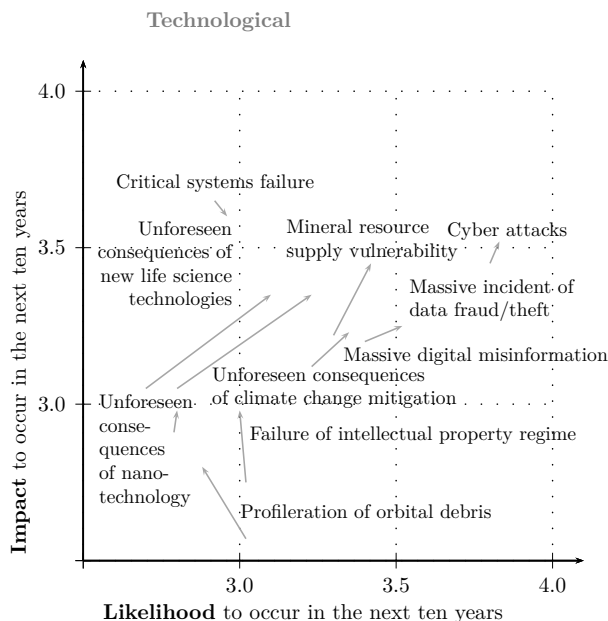 Technological
4.0
Critical systems failure
Unforeseen
consequences of
new life science
technologies
Mineral resource
supply vulnerability
Cyber attacks
3.5
Massive incident of
data fraud/theft
Massive digital misinformation
Unforeseen consequences
of climate change mitigation
3.0
Unforeseen
conse-
quences
of nano-
technology
Failure of intellectual property regime
Profileration of orbital debris
Impact to occur in the next ten years
3.0
3.5
4.0
Likelihood to occur in the next ten years